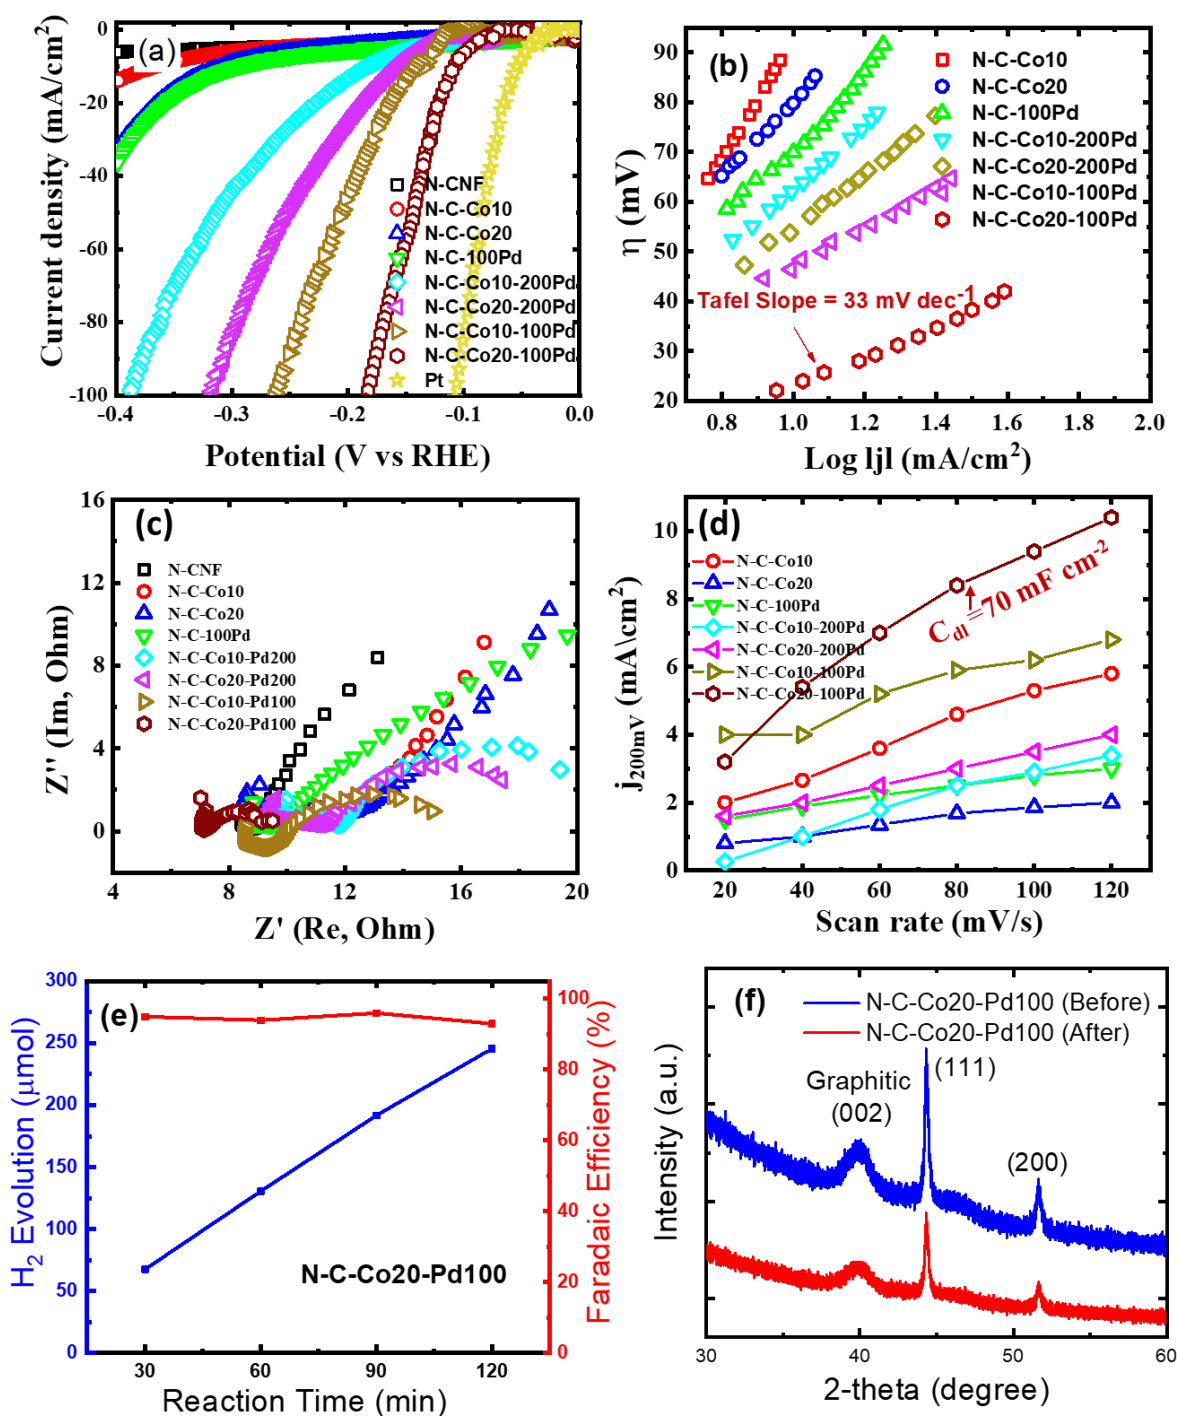 (a)
Current density (mA/cm²)
0
-20
-40
-60
-80
-100
N-CNF
N-C-Co10
N-C-Co20
N-C-100Pd
N-C-Co10-200Pd
N-C-Co20-200Pd
N-C-Co10-100Pd
N-C-Co20-100Pd
Pt
-0.4 -0.3 -0.2 -0.1 0.0
Potential (V vs RHE)
(b)
η (mV)
90
80
70
60
50
40
30
20
N-C-Co10
N-C-Co20
N-C-100Pd
N-C-Co10-200Pd
N-C-Co20-200Pd
N-C-Co10-100Pd
N-C-Co20-100Pd
Tafel Slope = 33 mV dec⁻¹
0.8 1.0 1.2 1.4 1.6 1.8 2.0
Log ljl (mA/cm²)
(c)
Z'' (Im, Ohm)
16
12
8
4
0
N-CNF
N-C-Co10
N-C-Co20
N-C-100Pd
N-C-Co10-Pd200
N-C-Co20-Pd200
N-C-Co10-Pd100
N-C-Co20-Pd100
4 8 12 16 20
Z' (Re, Ohm)
(d)
j₂₀₀mV (mA\cm²)
10
8
6
4
2
0
N-C-Co10
N-C-Co20
N-C-100Pd
N-C-Co10-200Pd
N-C-Co20-200Pd
N-C-Co10-100Pd
N-C-Co20-100Pd
C_dl=70 mF cm⁻²
20 40 60 80 100 120
Scan rate (mV/s)
(e)
H₂ Evolution (μmol)
300
250
200
150
100
50
0
N-C-Co20-Pd100
100
80
60
40
20
0
Faradaic Efficiency (%)
30 60 90 120
Reaction Time (min)
(f)
Intensity (a.u.)
N-C-Co20-Pd100 (Before)
N-C-Co20-Pd100 (After)
Graphitic
(002)
(111)
(200)
30 40 50 60
2-theta (degree)